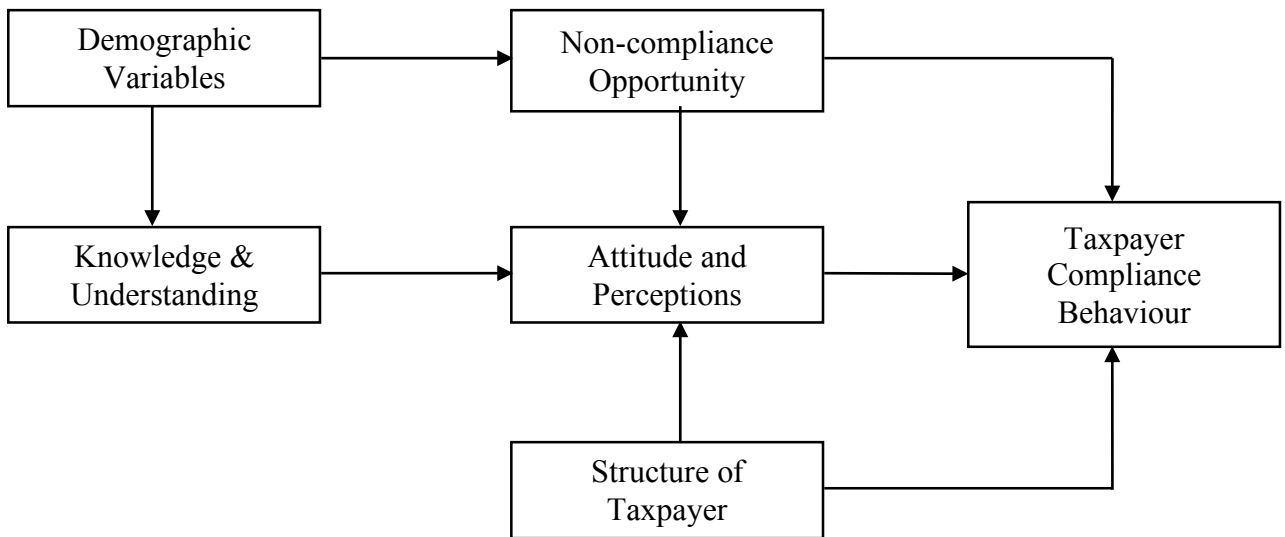 Demographic
Variables
Non-compliance
Opportunity
Knowledge &
Understanding
Attitude and
Perceptions
Taxpayer
Compliance
Behaviour
Structure of
Taxpayer